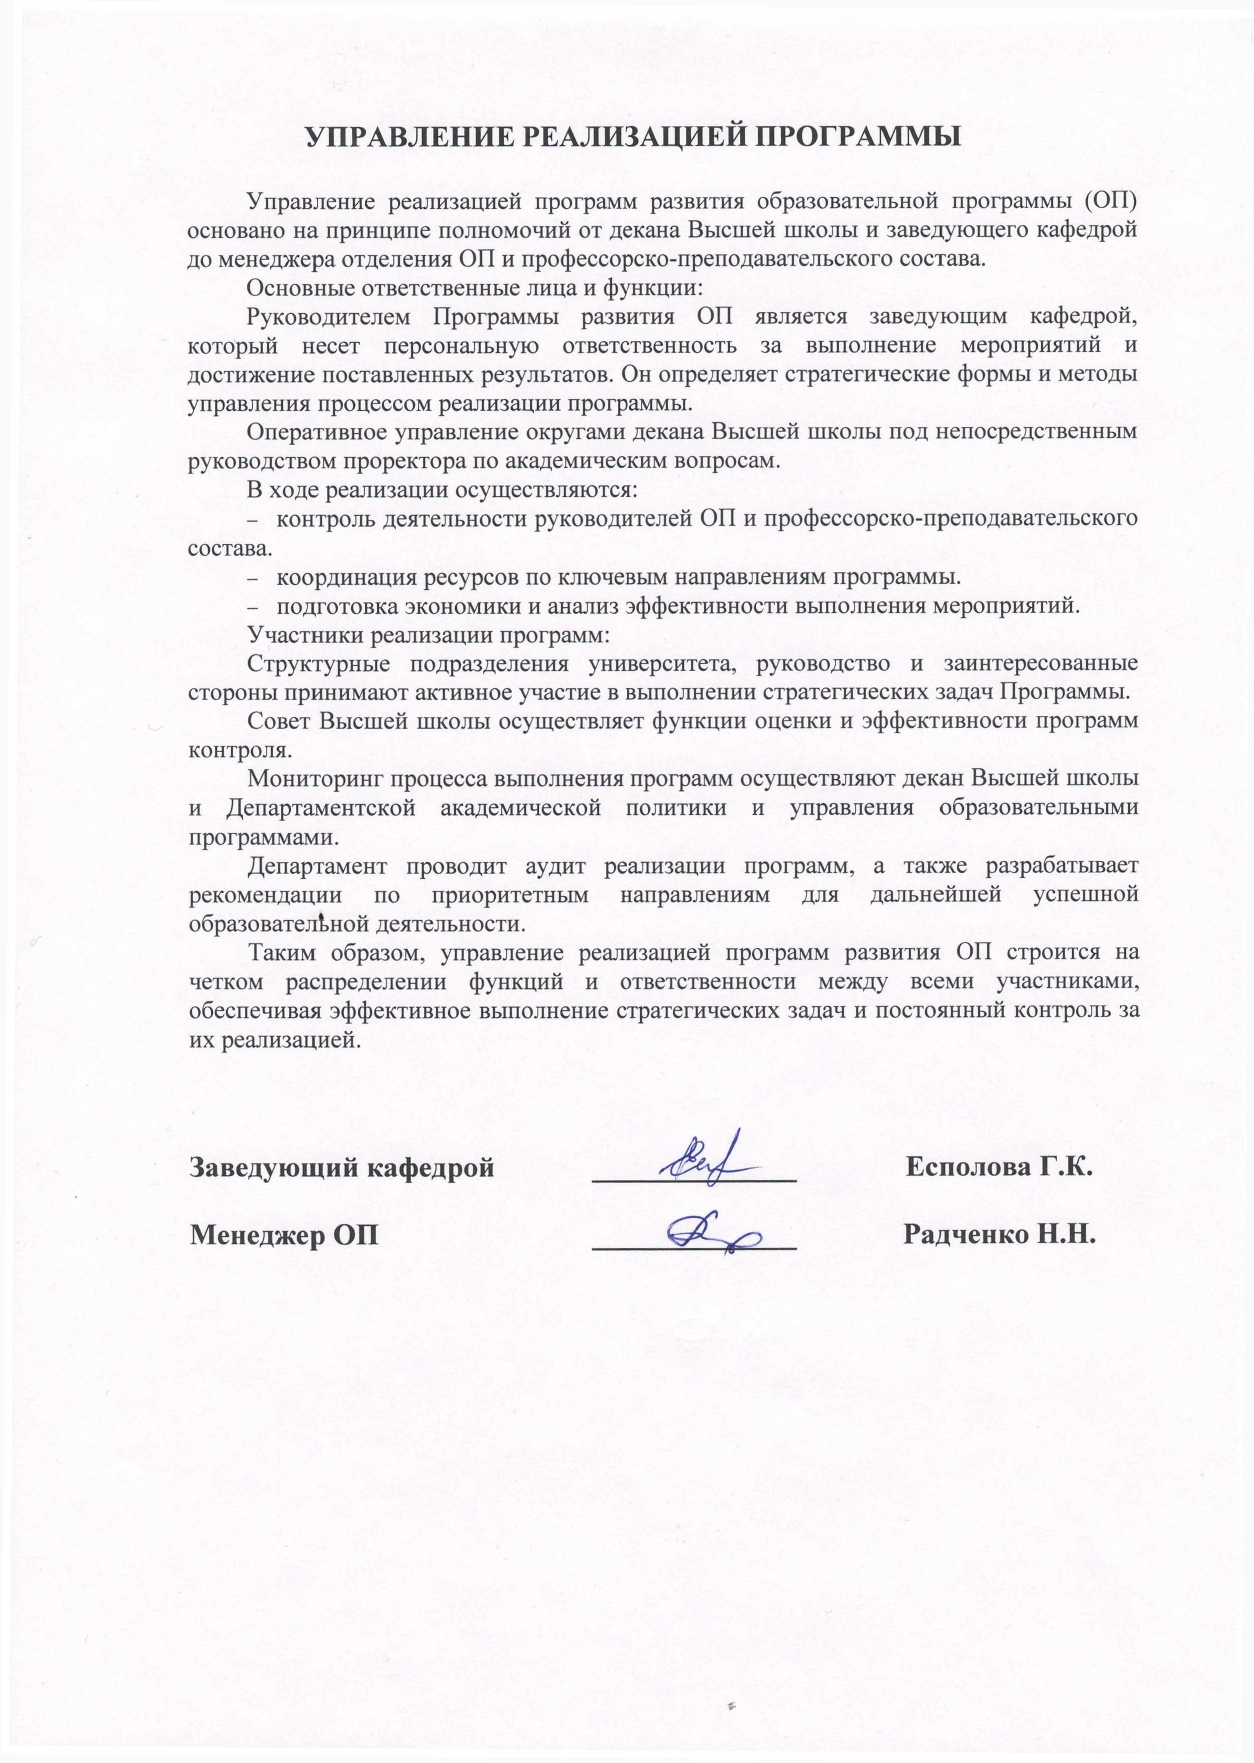 УПРАВЛЕНИЕ РЕАЛИЗАЦИЕЙ ПРОГРАММЫ
Управление реализацией программ развития образовательной программы (ОП)
основано на принципе полномочий от декана Высшей школы и заведующего кафедрой
до менеджера отделения ОП и профессорско-преподавательского состава.
Основные ответственные лица и функции:
Руководителем Программы развития ОП является заведующим кафедрой,
который несет персональную ответственность за выполнение мероприятий и
достижение поставленных результатов. Он определяет стратегические формы и методы
управления процессом реализации программы.
Оперативное управление округами декана Высшей школы под непосредственным
руководством проректора по академическим вопросам.
В ходе реализации осуществляются:
– контроль деятельности руководителей ОП и профессорско-преподавательского
состава.
– координация ресурсов по ключевым направлениям программы.
– подготовка экономики и анализ эффективности выполнения мероприятий.
Участники реализации программ:
Структурные подразделения университета, руководство и заинтересованные
стороны принимают активное участие в выполнении стратегических задач Программы.
Совет Высшей школы осуществляет функции оценки и эффективности программ
контроля.
Мониторинг процесса выполнения программ осуществляют декан Высшей школы
и Департаментской академической политики и управления образовательными
программами.
Департамент проводит аудит реализации программ, а также разрабатывает
рекомендации по приоритетным направлениям для дальнейшей успешной
образовательной деятельности.
Таким образом, управление реализацией программ развития ОП строится на
четком распределении функций и ответственности между всеми участниками,
обеспечивая эффективное выполнение стратегических задач и постоянный контроль за
их реализацией.
Заведующий кафедрой Есполова Г.К.
Менеджер ОП Радченко Н.Н.